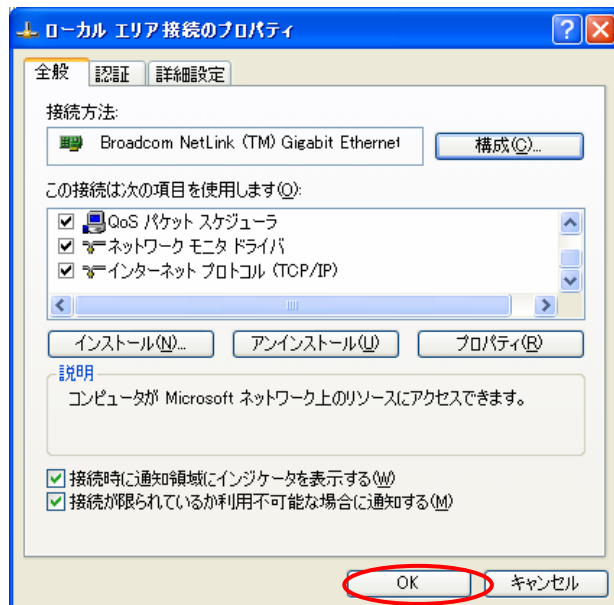 ローカル エリア接続のプロパティ
全般 認証 詳細設定
接続方法:
Broadcom NetLink (TM) Gigabit Ethernet
構成(C)...
この接続は次の項目を使用します(O):
QoS パケット スケジューラ
ネットワーク モニタ ドライバ
インターネット プロトコル (TCP/IP)
インストール(N)... アンインストール(U) プロパティ(R)
説明
コンピュータが Microsoft ネットワーク上のリソースにアクセスできます。
接続時に通知領域にインジケータを表示する(W)
接続が限られているか利用不可能な場合に通知する(M)
OK キャンセル